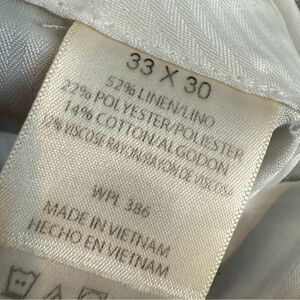 33 X 30
52% LINEN/LINO
22% POLYESTER/POLIESTER
14% COTTON/ALGODON
12% VISCOSE RAYON/RAYON DE VISCOSA
WPL 386
MADE IN VIETNAM
HECHO EN VIETNAM